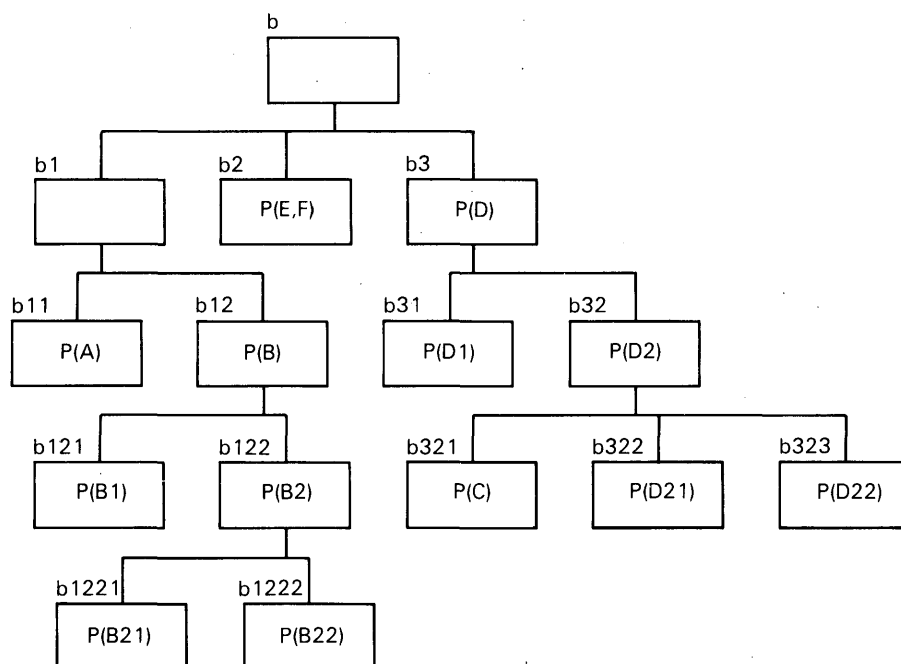 b
b1 b2 b3
P(E,F) P(D)
b11 b12 b31 b32
P(A) P(B) P(D1) P(D2)
b121 b122 b321 b322 b323
P(B1) P(B2) P(C) P(D21) P(D22)
b1221 b1222
P(B21) P(B22)